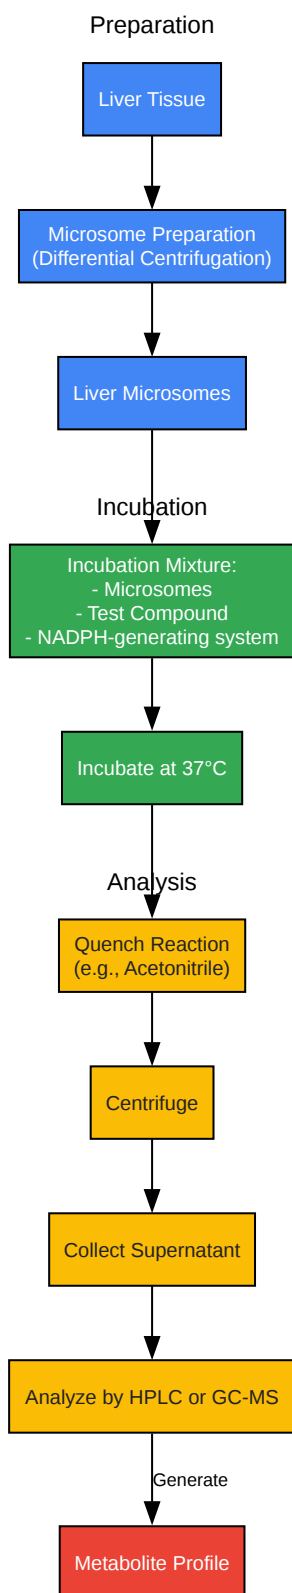 Preparation
Liver Tissue
Microsome Preparation
(Differential Centrifugation)
Liver Microsomes
Incubation
Incubation Mixture:
- Microsomes
- Test Compound
- NADPH-generating system
Incubate at 37°C
Analysis
Quench Reaction
(e.g., Acetonitrile)
Centrifuge
Collect Supernatant
Analyze by HPLC or GC-MS
Generate
Metabolite Profile